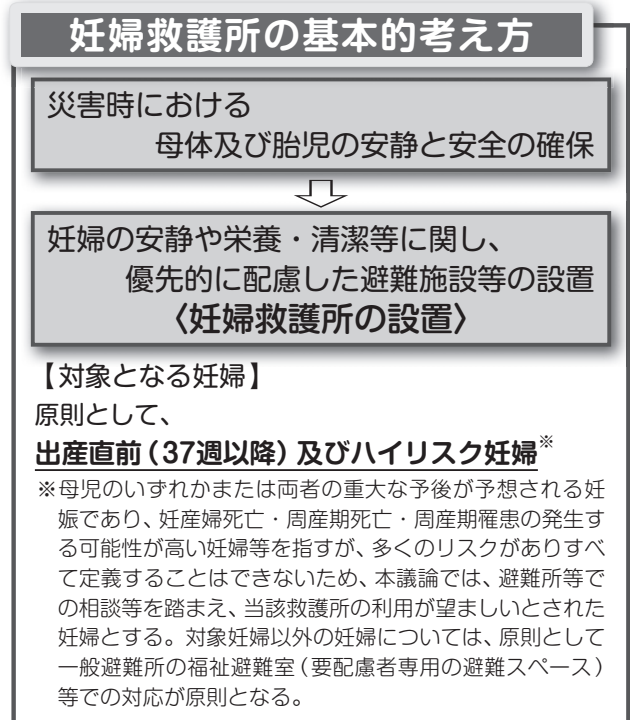 妊婦救護所の基本的考え方
災害時における
母体及び胎児の安静と安全の確保
妊婦の安静や栄養・清潔等に関し、
優先的に配慮した避難施設等の設置
〈妊婦救護所の設置〉
【対象となる妊婦】
原則として、
出産直前(37週以降)及びハイリスク妊婦※
※母児のいずれかまたは両者の重大な予後が予想される妊
娠であり、妊産婦死亡・周産期死亡・周産期罹患の発生す
る可能性が高い妊婦等を指すが、多くのリスクがありすべ
て定義することはできないため、本議論では、避難所等で
の相談等を踏まえ、当該救護所の利用が望ましいとされた
妊婦とする。対象妊婦以外の妊婦については、原則として
一般避難所の福祉避難室(要配慮者専用の避難スペース)
等での対応が原則となる。